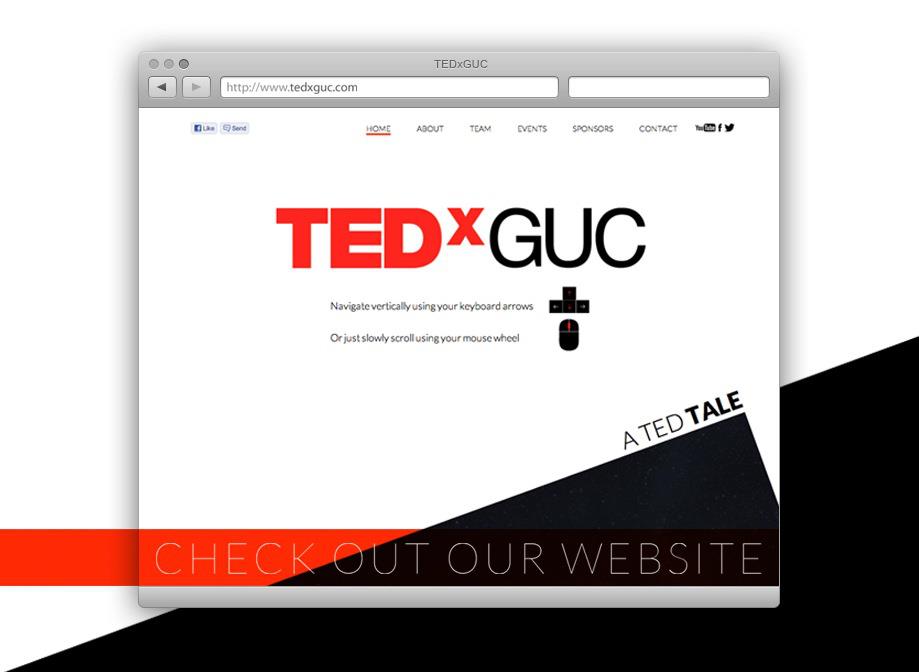 TEDxGUC
http://www.tedxguc.com
Like Send HOME ABOUT TEAM EVENTS SPONSORS CONTACT YouTube
TEDxGUC
Navigate vertically using your keyboard arrows
Or just slowly scroll using your mouse wheel
A TED TALE
CHECK OUT OUR WEBSITE